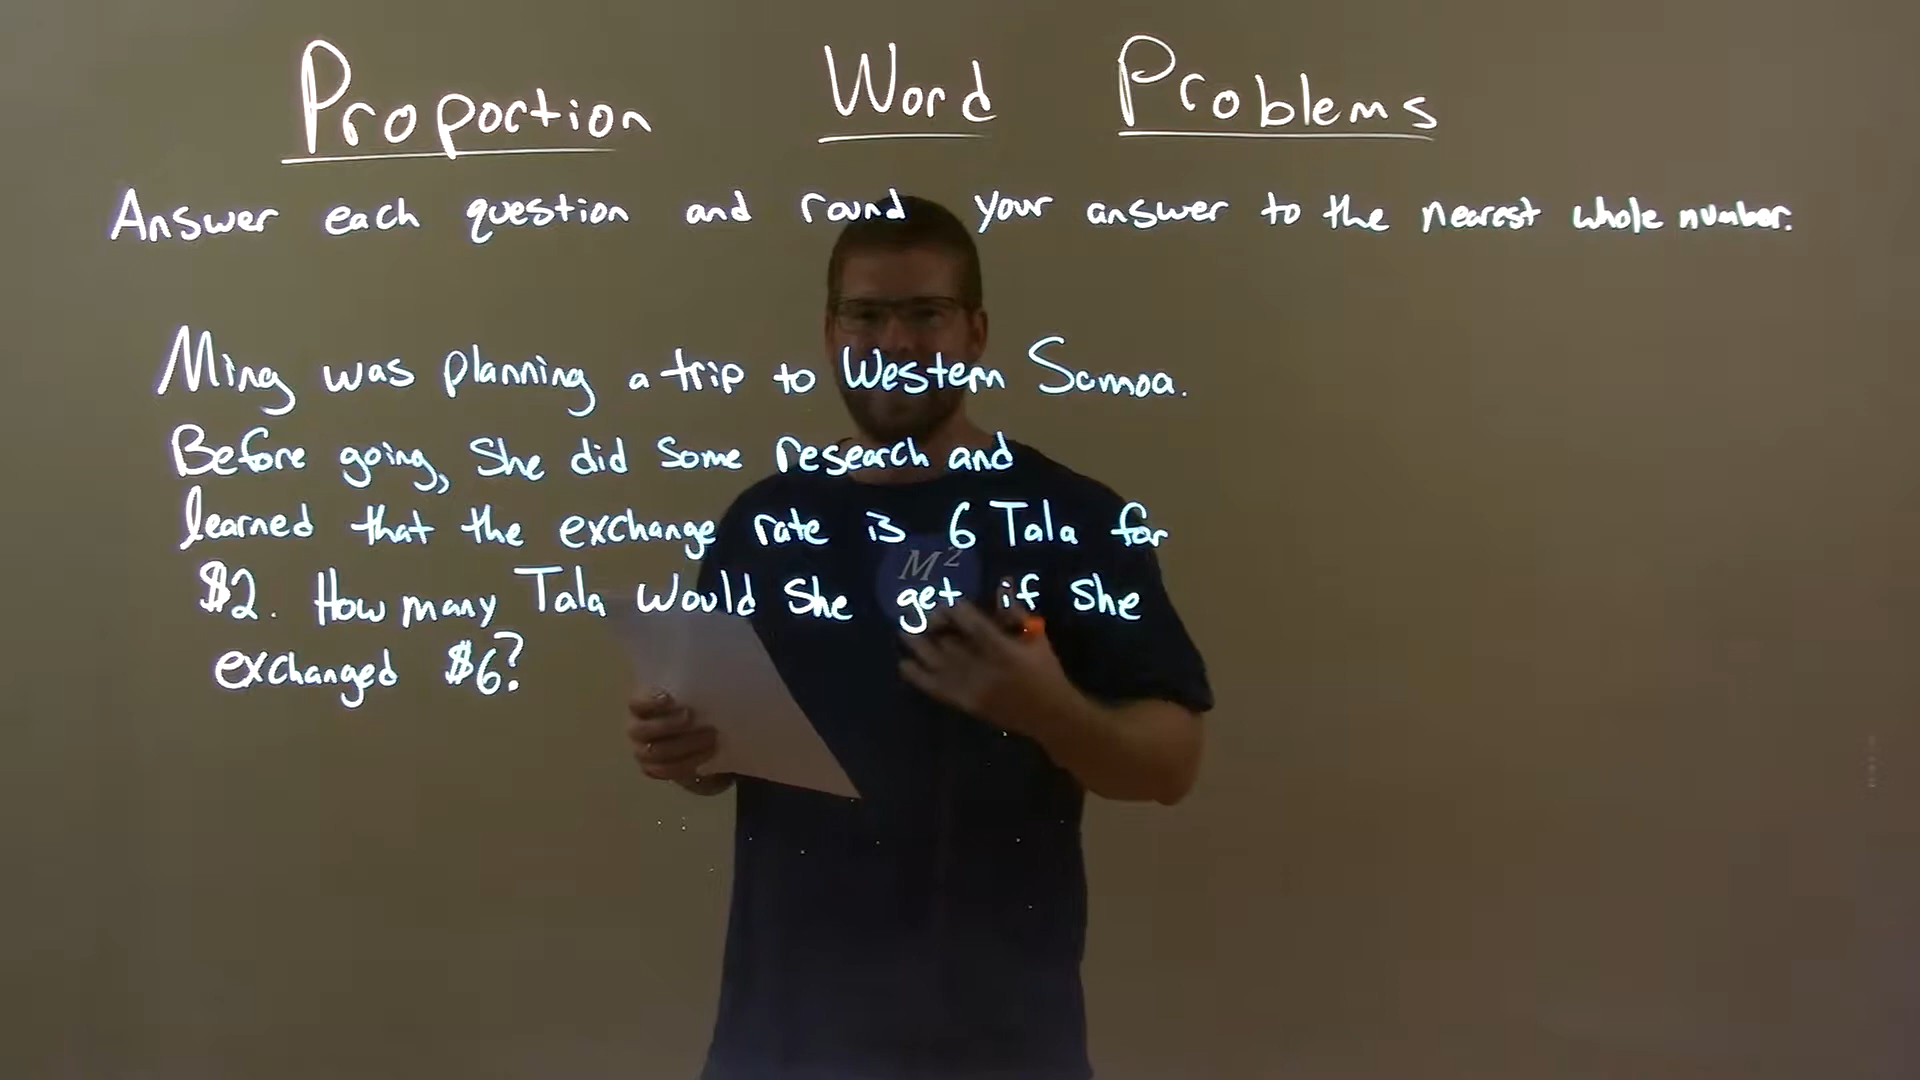 Proportion Word Problems
Answer each question and round your answer to the nearest whole number.
Ming was planning a trip to Western Samoa.
Before going, She did some research and
learned that the exchange rate is 6 Tala for
$2. How many Tala would She get if she
exchanged $6?
M²